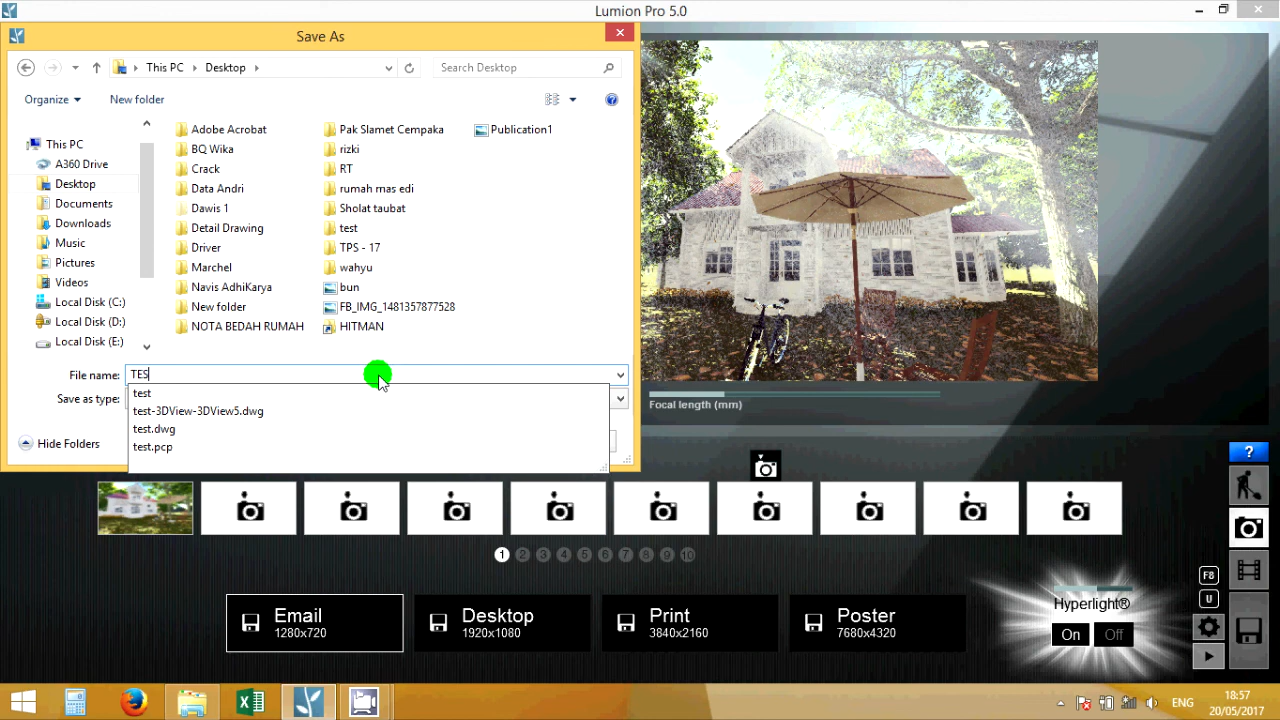 Lumion Pro 5.0
Save As
This PC
Desktop
Search Desktop
Organize
New folder
This PC
A360 Drive
Desktop
Documents
Downloads
Music
Pictures
Videos
Local Disk (C:)
Local Disk (D:)
Local Disk (E:)
Adobe Acrobat
BQ Wika
Crack
Data Andri
Dawis 1
Detail Drawing
Driver
Marchel
Navis AdhiKarya
New folder
NOTA BEDAH RUMAH
Pak Slamet Cempaka
rizki
RT
rumah mas edi
Sholat taubat
test
TPS - 17
wahyu
bun
FB_IMG_1481357877528
HITMAN
Publication1
File name: TES
Save as type:
test
test-3DView-3DView5.dwg
test.dwg
test.pcp
Hide Folders
Focal length (mm)
?
1 2 3 4 5 6 7 8 9 10
Email
1280x720
Desktop
1920x1080
Print
3840x2160
Poster
7680x4320
Hyperlight®
On Off
F8
U
ENG
18:57
20/05/2017